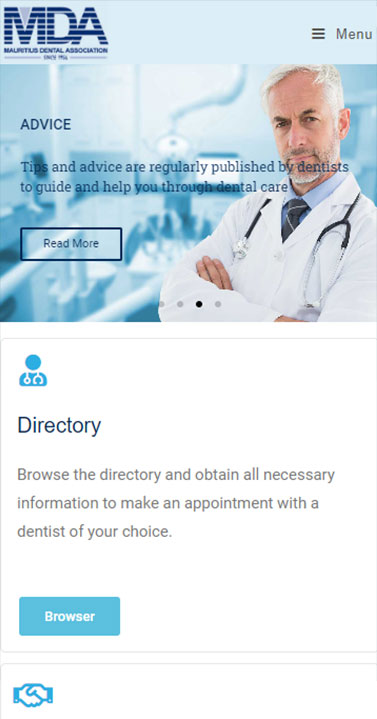 MDA
MAURITIUS DENTAL ASSOCIATION
SINCE 1956
Menu
ADVICE
Tips and advice are regularly published by dentists
to guide and help you through dental care
Read More
Directory
Browse the directory and obtain all necessary
information to make an appointment with a
dentist of your choice.
Browser